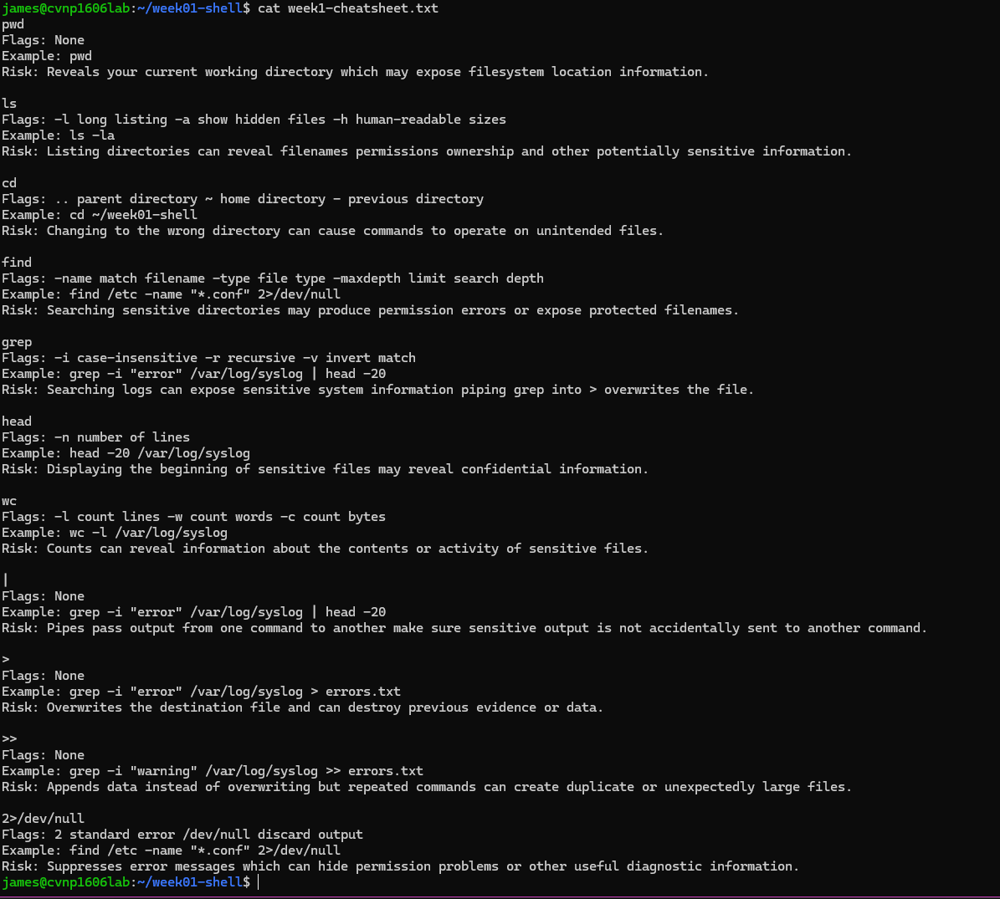 james@cvnp1606lab:~/week01-shell$ cat week1-cheatsheet.txt
pwd
Flags: None
Example: pwd
Risk: Reveals your current working directory which may expose filesystem location information.

ls
Flags: -l long listing -a show hidden files -h human-readable sizes
Example: ls -la
Risk: Listing directories can reveal filenames permissions ownership and other potentially sensitive information.

cd
Flags: .. parent directory ~ home directory - previous directory
Example: cd ~/week01-shell
Risk: Changing to the wrong directory can cause commands to operate on unintended files.

find
Flags: -name match filename -type file type -maxdepth limit search depth
Example: find /etc -name "*.conf" 2>/dev/null
Risk: Searching sensitive directories may produce permission errors or expose protected filenames.

grep
Flags: -i case-insensitive -r recursive -v invert match
Example: grep -i "error" /var/log/syslog | head -20
Risk: Searching logs can expose sensitive system information piping grep into > overwrites the file.

head
Flags: -n number of lines
Example: head -20 /var/log/syslog
Risk: Displaying the beginning of sensitive files may reveal confidential information.

wc
Flags: -l count lines -w count words -c count bytes
Example: wc -l /var/log/syslog
Risk: Counts can reveal information about the contents or activity of sensitive files.

|
Flags: None
Example: grep -i "error" /var/log/syslog | head -20
Risk: Pipes pass output from one command to another make sure sensitive output is not accidentally sent to another command.

>
Flags: None
Example: grep -i "error" /var/log/syslog > errors.txt
Risk: Overwrites the destination file and can destroy previous evidence or data.

>>
Flags: None
Example: grep -i "warning" /var/log/syslog >> errors.txt
Risk: Appends data instead of overwriting but repeated commands can create duplicate or unexpectedly large files.

2>/dev/null
Flags: 2 standard error /dev/null discard output
Example: find /etc -name "*.conf" 2>/dev/null
Risk: Suppresses error messages which can hide permission problems or other useful diagnostic information.
james@cvnp1606lab:~/week01-shell$